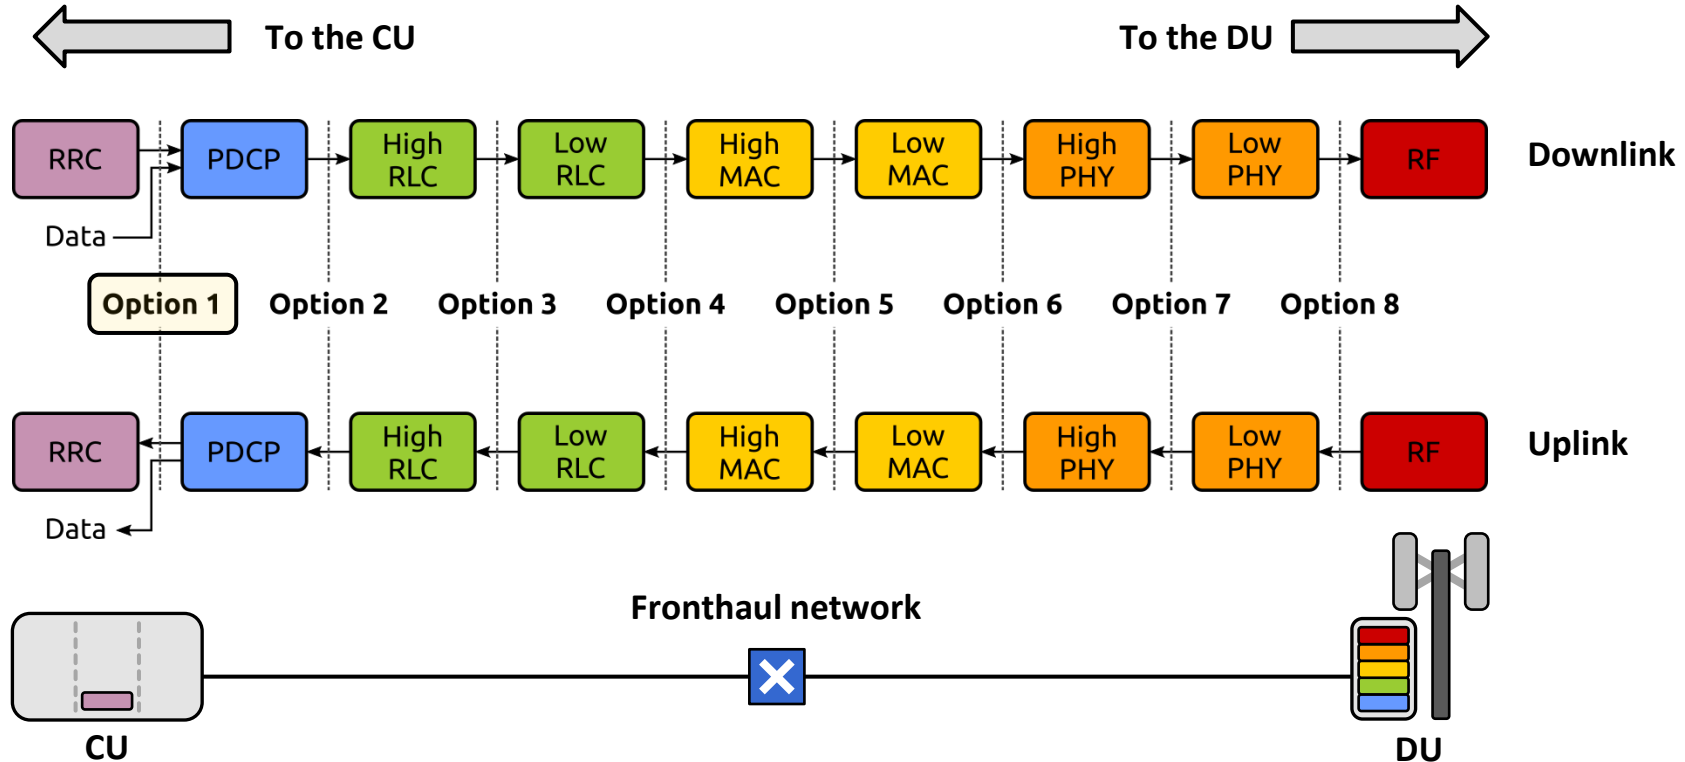 To the CU
To the DU
RRC
PDCP
High
RLC
Low
RLC
High
MAC
Low
MAC
High
PHY
Low
PHY
RF
Downlink
Data
Option 1
Option 2
Option 3
Option 4
Option 5
Option 6
Option 7
Option 8
RRC
PDCP
High
RLC
Low
RLC
High
MAC
Low
MAC
High
PHY
Low
PHY
RF
Uplink
Data
Fronthaul network
CU
DU